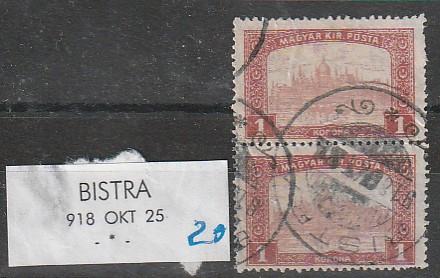 MAGYAR KIR. POSTA
1 KORONA 1
MAGYAR KIR. POSTA
1 KORONA 1
BISTRA
918 OKT 25
- * -
20